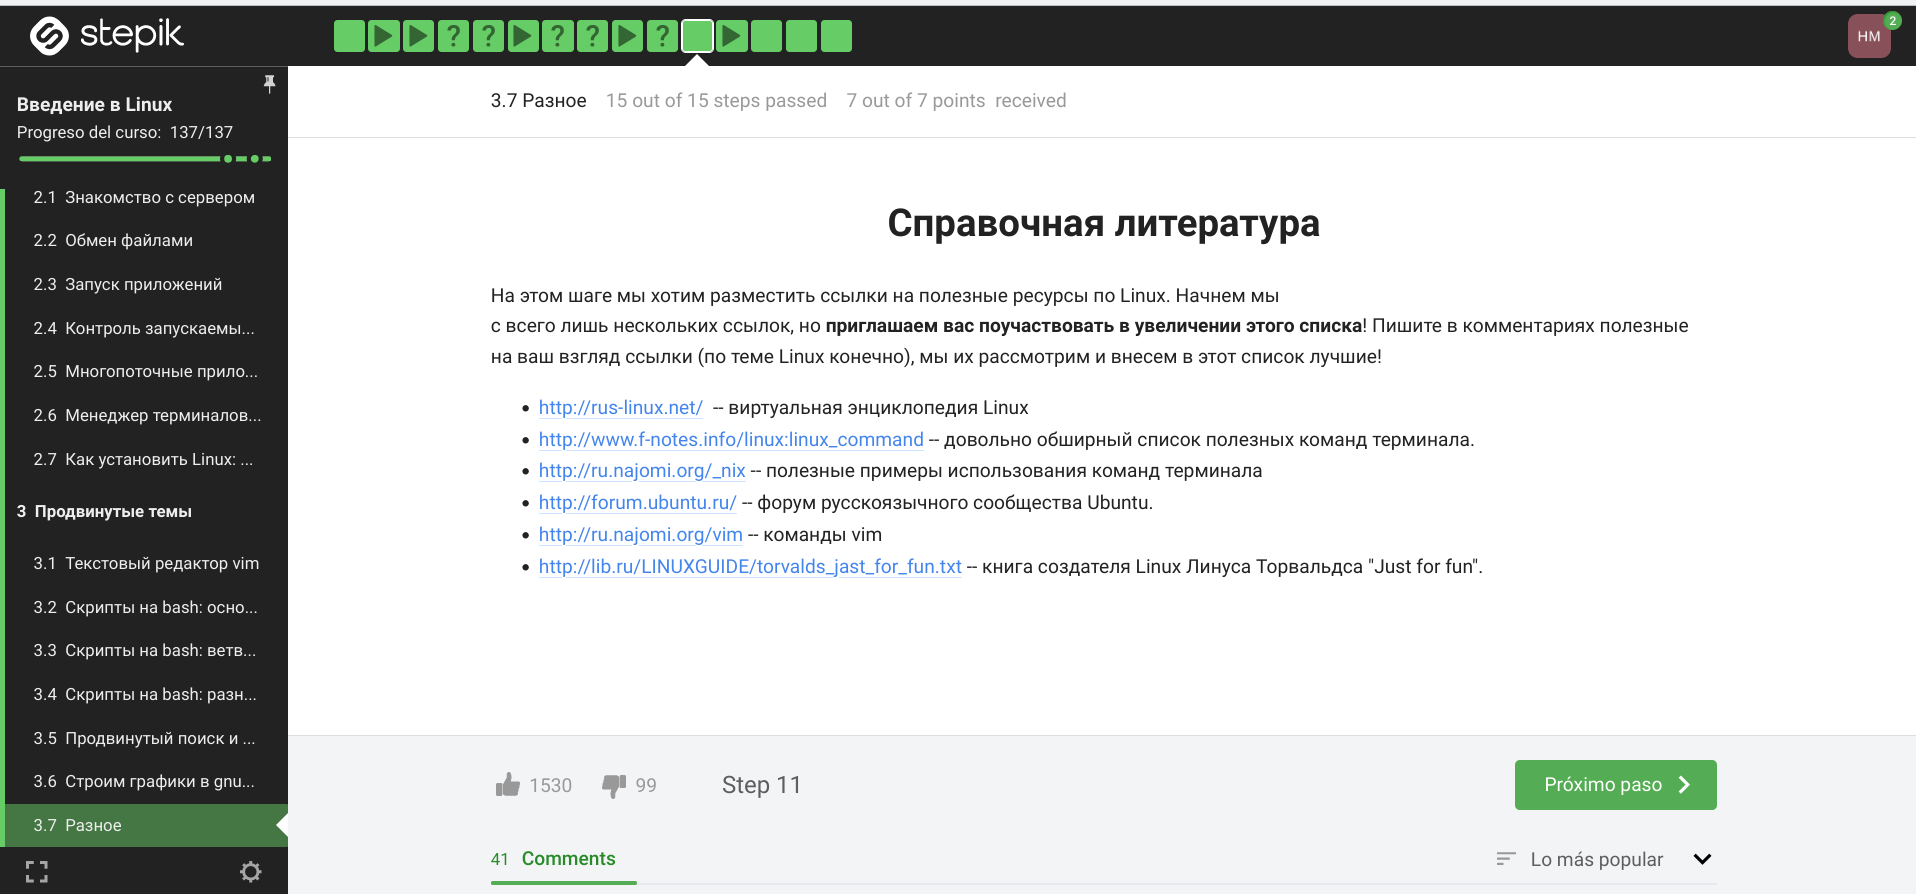 stepik
? ? ? ? ?
HM
2
Введение в Linux
Progreso del curso: 137/137
2.1 Знакомство с сервером
2.2 Обмен файлами
2.3 Запуск приложений
2.4 Контроль запускаемы...
2.5 Многопоточные прило...
2.6 Менеджер терминалов...
2.7 Как установить Linux: ...
3 Продвинутые темы
3.1 Текстовый редактор vim
3.2 Скрипты на bash: осно...
3.3 Скрипты на bash: ветв...
3.4 Скрипты на bash: разн...
3.5 Продвинутый поиск и ...
3.6 Строим графики в gnu...
3.7 Разное
3.7 Разное 15 out of 15 steps passed 7 out of 7 points received
Справочная литература
На этом шаге мы хотим разместить ссылки на полезные ресурсы по Linux. Начнем мы
с всего лишь нескольких ссылок, но приглашаем вас поучаствовать в увеличении этого списка! Пишите в комментариях полезные
на ваш взгляд ссылки (по теме Linux конечно), мы их рассмотрим и внесем в этот список лучшие!
• http://rus-linux.net/ -- виртуальная энциклопедия Linux
• http://www.f-notes.info/linux:linux_command -- довольно обширный список полезных команд терминала.
• http://ru.najomi.org/_nix -- полезные примеры использования команд терминала
• http://forum.ubuntu.ru/ -- форум русскоязычного сообщества Ubuntu.
• http://ru.najomi.org/vim -- команды vim
• http://lib.ru/LINUXGUIDE/torvalds_jast_for_fun.txt -- книга создателя Linux Линуса Торвальдса "Just for fun".
1530 99 Step 11
Próximo paso
41 Comments
Lo más popular